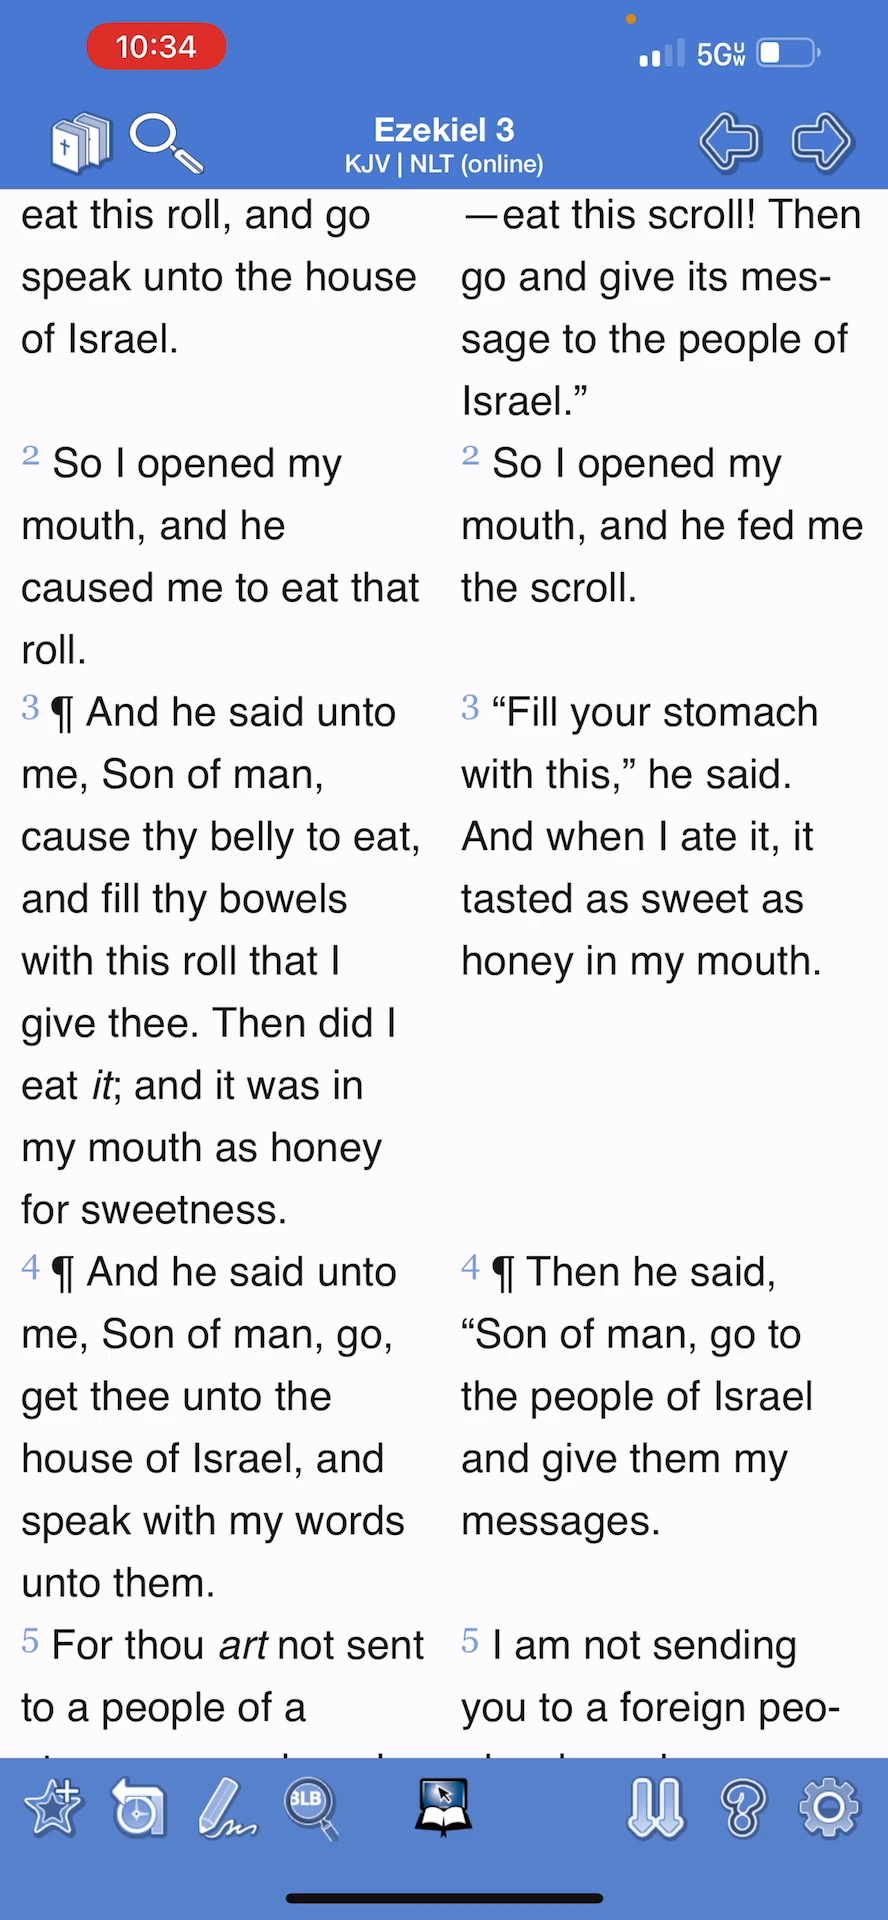 10:34
5GUW
Ezekiel 3
KJV | NLT (online)
eat this roll, and go
speak unto the house
of Israel.
2 So I opened my
mouth, and he
caused me to eat that
roll.
3 ¶ And he said unto
me, Son of man,
cause thy belly to eat,
and fill thy bowels
with this roll that I
give thee. Then did I
eat it; and it was in
my mouth as honey
for sweetness.
4 ¶ And he said unto
me, Son of man, go,
get thee unto the
house of Israel, and
speak with my words
unto them.
5 For thou art not sent
to a people of a
—eat this scroll! Then
go and give its mes-
sage to the people of
Israel.”
2 So I opened my
mouth, and he fed me
the scroll.
3 “Fill your stomach
with this,” he said.
And when I ate it, it
tasted as sweet as
honey in my mouth.
4 ¶ Then he said,
“Son of man, go to
the people of Israel
and give them my
messages.
5 I am not sending
you to a foreign peo-
BLB